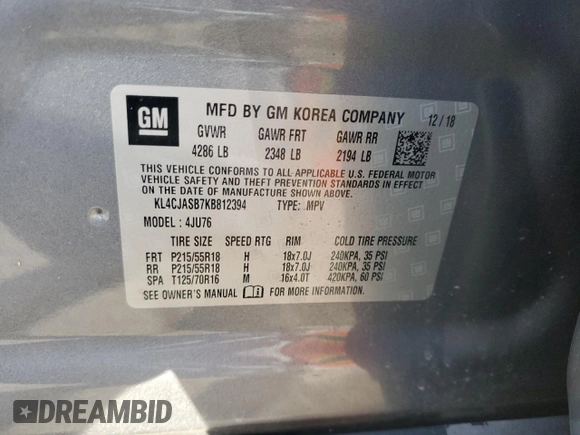 GM
MFD BY GM KOREA COMPANY 12/18
GVWR GAWR FRT GAWR RR
4286 LB 2348 LB 2194 LB
THIS VEHICLE CONFORMS TO ALL APPLICABLE U.S. FEDERAL MOTOR
VEHICLE SAFETY AND THEFT PREVENTION STANDARDS IN EFFECT ON
THE DATE OF MANUFACTURE SHOWN ABOVE.
KL4CJASB7KB812394 TYPE: MPV
MODEL : 4JU76
TIRE SIZE SPEED RTG RIM COLD TIRE PRESSURE
FRT P215/55R18 H 18x7.0J 240KPA, 35 PSI
RR P215/55R18 H 18x7.0J 240KPA, 35 PSI
SPA T125/70R16 M 16x4.0T 420KPA, 60 PSI
SEE OWNER'S MANUAL FOR MORE INFORMATION.
DREAMBID